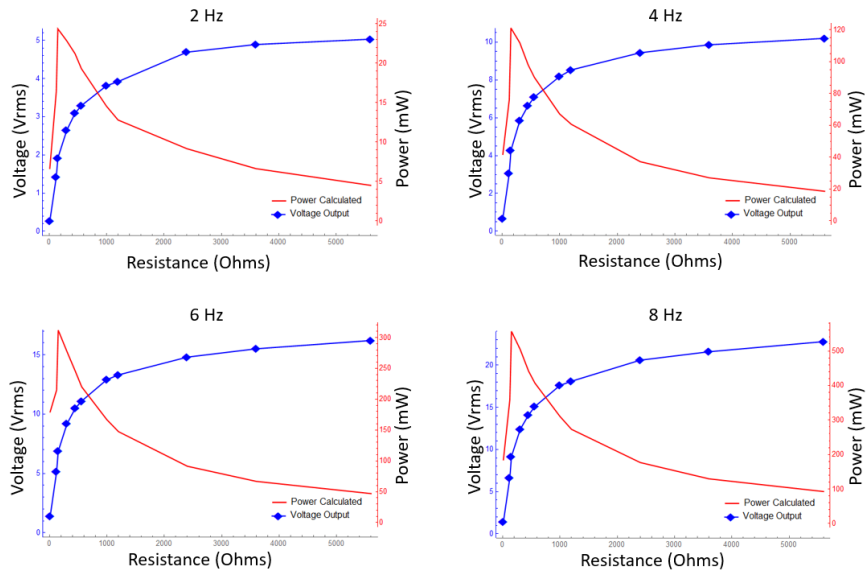 2 Hz
Voltage (Vrms)
5
4
3
2
1
0
25
20
15
10
5
0
Power (mW)
Power Calculated
Voltage Output
0 1000 2000 3000 4000 5000
Resistance (Ohms)
4 Hz
Voltage (Vrms)
10
8
6
4
2
0
120
100
80
60
40
20
0
Power (mW)
Power Calculated
Voltage Output
0 1000 2000 3000 4000 5000
Resistance (Ohms)
6 Hz
Voltage (Vrms)
15
10
5
0
300
250
200
150
100
50
0
Power (mW)
Power Calculated
Voltage Output
0 1000 2000 3000 4000 5000
Resistance (Ohms)
8 Hz
Voltage (Vrms)
20
15
10
5
0
500
400
300
200
100
0
Power (mW)
Power Calculated
Voltage Output
0 1000 2000 3000 4000 5000
Resistance (Ohms)